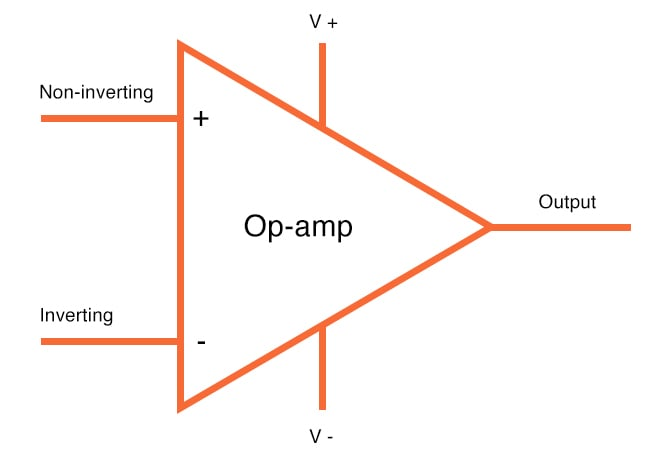 V +
Non-inverting
+
Output
Op-amp
Inverting
-
V -